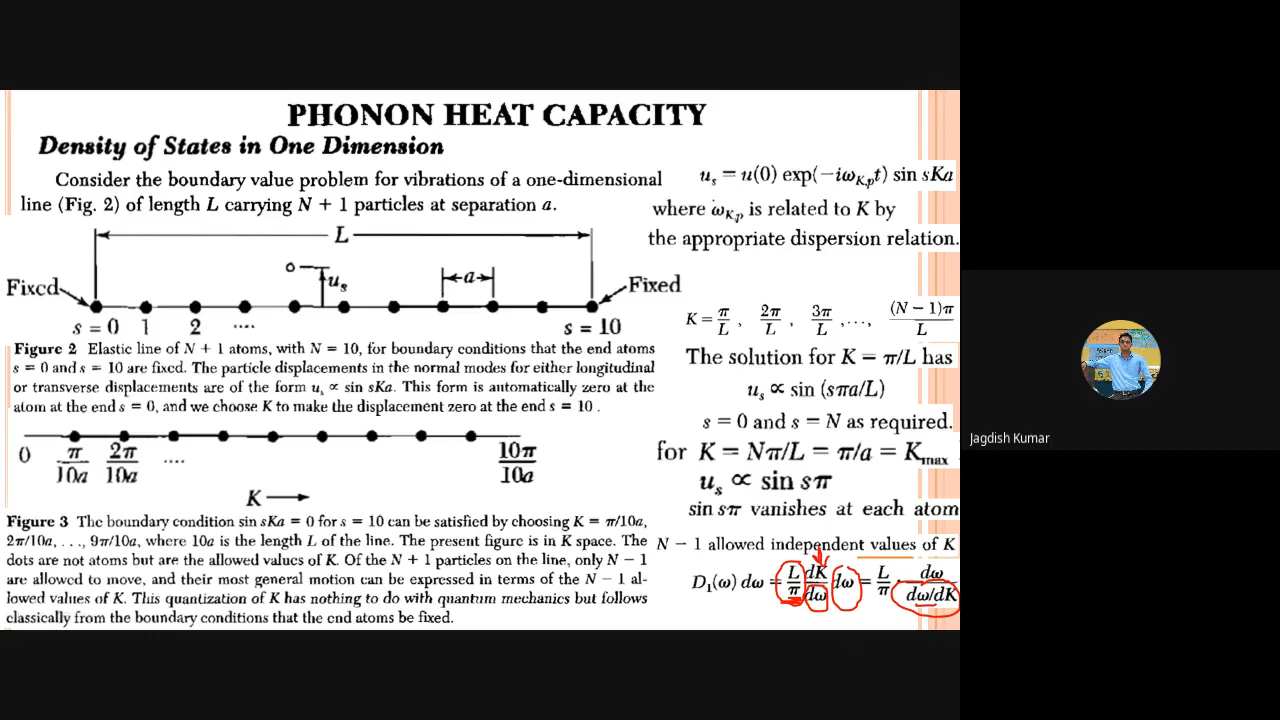 PHONON HEAT CAPACITY
Density of States in One Dimension
Consider the boundary value problem for vibrations of a one-dimensional
line (Fig. 2) of length L carrying N + 1 particles at separation a.
L
Fixed
u_s
a
Fixed
s = 0 1 2 .... s = 10
Figure 2 Elastic line of N + 1 atoms, with N = 10, for boundary conditions that the end atoms
s = 0 and s = 10 are fixed. The particle displacements in the normal modes for either longitudinal
or transverse displacements are of the form u_s ∝ sin sKa. This form is automatically zero at the
atom at the end s = 0, and we choose K to make the displacement zero at the end s = 10 .
0 π/10a 2π/10a .... 10π/10a
K →
Figure 3 The boundary condition sin sKa = 0 for s = 10 can be satisfied by choosing K = π/10a,
2π/10a, . . ., 9π/10a, where 10a is the length L of the line. The present figure is in K space. The
dots are not atoms but are the allowed values of K. Of the N + 1 particles on the line, only N − 1
are allowed to move, and their most general motion can be expressed in terms of the N − 1 al-
lowed values of K. This quantization of K has nothing to do with quantum mechanics but follows
classically from the boundary conditions that the end atoms be fixed.
u_s = u(0) exp(−iω_K,p t) sin sKa
where ω_K,p is related to K by
the appropriate dispersion relation.
K = π/L , 2π/L , 3π/L , . . . , (N − 1)π/L
The solution for K = π/L has
u_s ∝ sin (sπa/L)
s = 0 and s = N as required.
for K = Nπ/L = π/a = K_max
u_s ∝ sin sπ
sin sπ vanishes at each atom
N − 1 allowed independent values of K
D₁(ω) dω = L/π dK/dω dω = L/π · dω/(dω/dK)
Jagdish Kumar